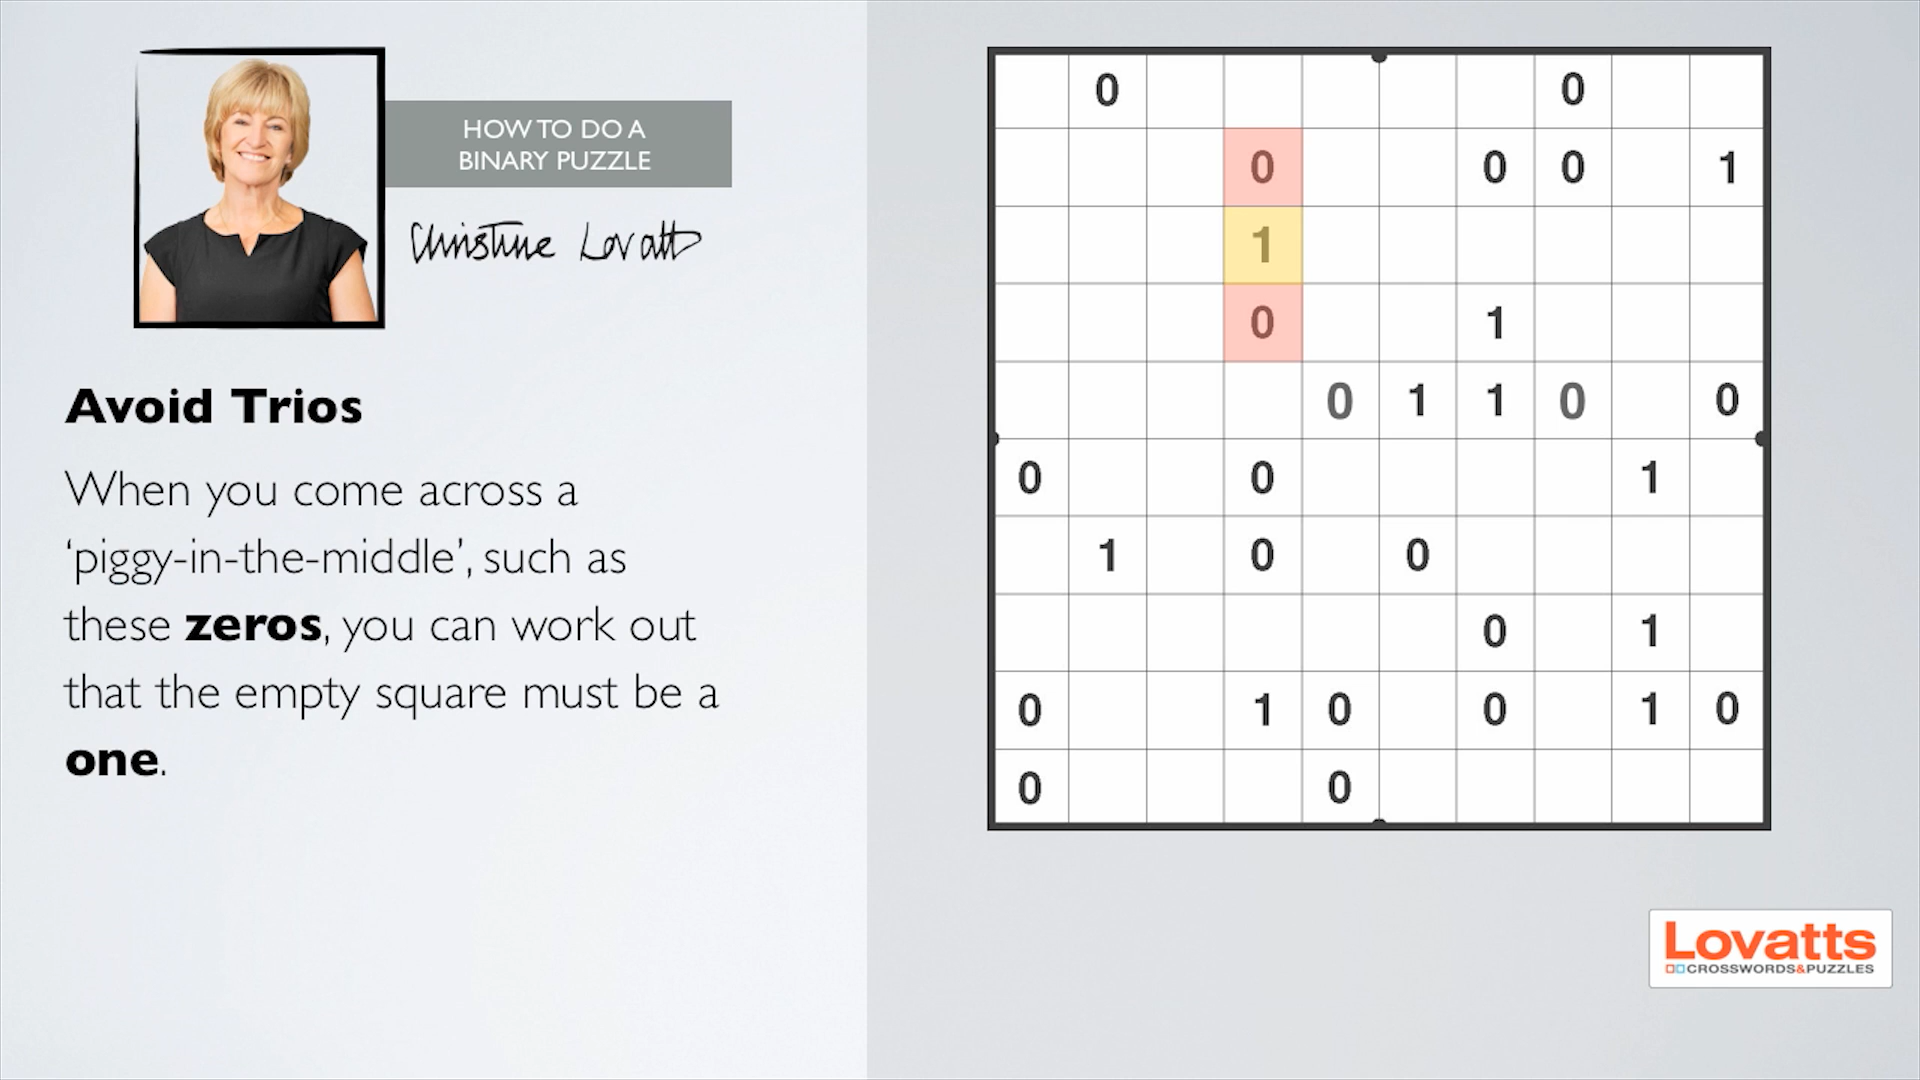 HOW TO DO A
BINARY PUZZLE
Christine Lovatt
Avoid Trios
When you come across a
‘piggy-in-the-middle’, such as
these zeros, you can work out
that the empty square must be a
one.
0 0
0 0 0 1
1
0 1
0 1 1 0 0
0 0 1
1 0 0
0 1
0 1 0 0 1 0
0 0
Lovatts
CROSSWORDS&PUZZLES